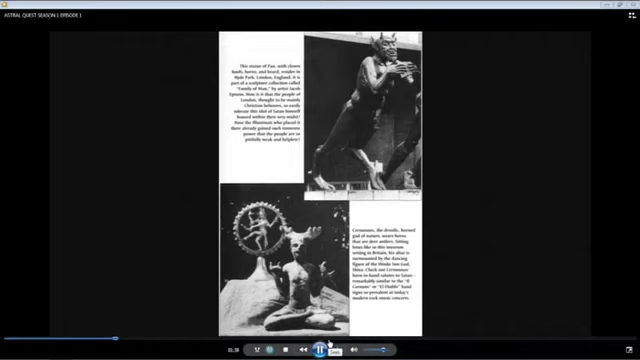 ASTRAL QUEST SEASON 1 EPISODE 1
This statue of Pan, with cloven
hoofs, horns, and beard, resides in
Hyde Park, London, England. It is
part of a sculpture collection called
"Family of Man," by artist Jacob
Epstein. How is it that the people of
London, thought to be mainly
Christian believers, so easily
tolerate this idol of Satan himself
housed within their very midst?
Have the Illuminati who placed it
there already gained such immense
power that the people are so
pitifully weak and helpless?
Cernunnos, the druidic, horned
god of nature, wears horns
that are deer antlers. Sitting
lotus-like in this museum
setting in Britain, his altar is
surmounted by the dancing
figure of the Hindu Sun God,
Shiva. Check out Cernunnos'
horn-in-hand salutes to Satan—
remarkably similar to the "Il
Cornuto" or "El Diablo" hand
signs so prevalent at today's
modern rock music concerts.
01:38
Seek